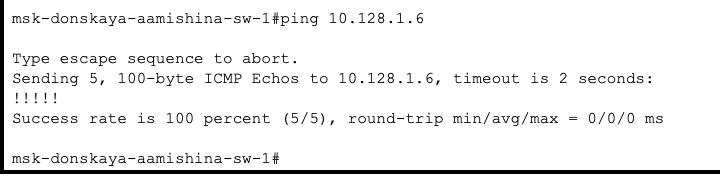 msk-donskaya-aamishina-sw-1#ping 10.128.1.6
Type escape sequence to abort.
Sending 5, 100-byte ICMP Echos to 10.128.1.6, timeout is 2 seconds:
!!!!!
Success rate is 100 percent (5/5), round-trip min/avg/max = 0/0/0 ms
msk-donskaya-aamishina-sw-1#